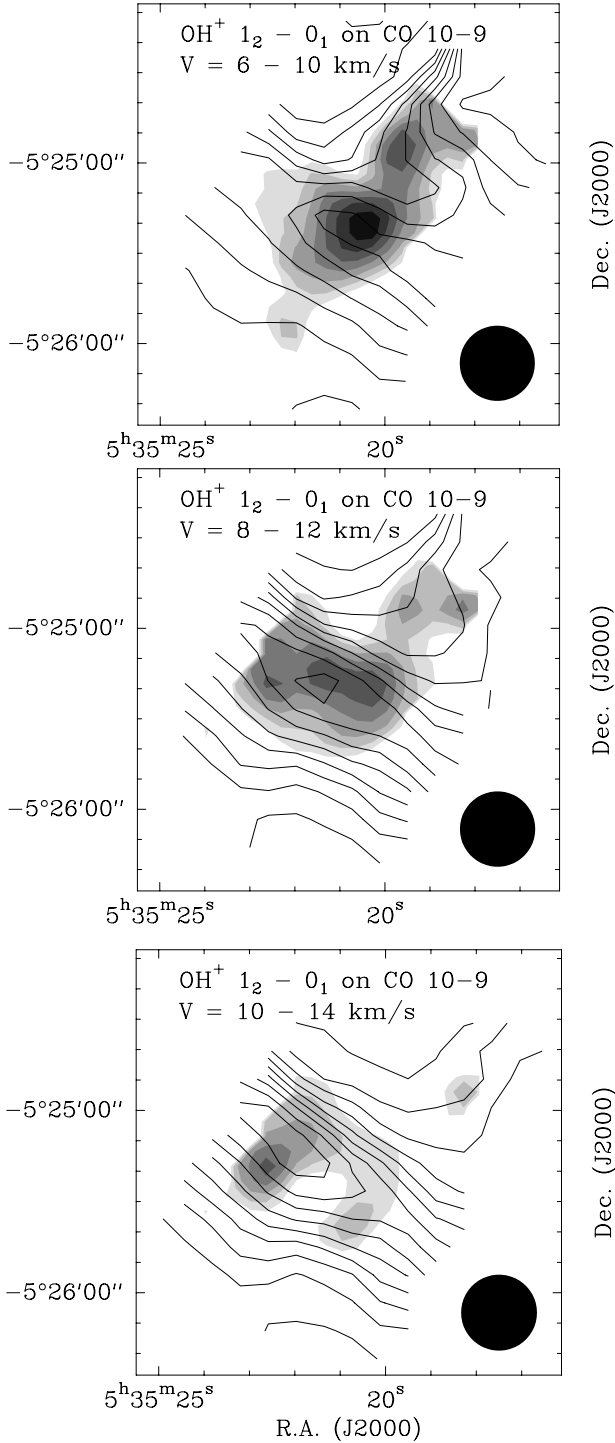 OH⁺ 1₂ − 0₁ on CO 10−9
V = 6 − 10 km/s
−5°25′00″
−5°26′00″
Dec. (J2000)
5ʰ35ᵐ25ˢ
20ˢ
OH⁺ 1₂ − 0₁ on CO 10−9
V = 8 − 12 km/s
−5°25′00″
−5°26′00″
Dec. (J2000)
5ʰ35ᵐ25ˢ
20ˢ
OH⁺ 1₂ − 0₁ on CO 10−9
V = 10 − 14 km/s
−5°25′00″
−5°26′00″
Dec. (J2000)
5ʰ35ᵐ25ˢ
20ˢ
R.A. (J2000)